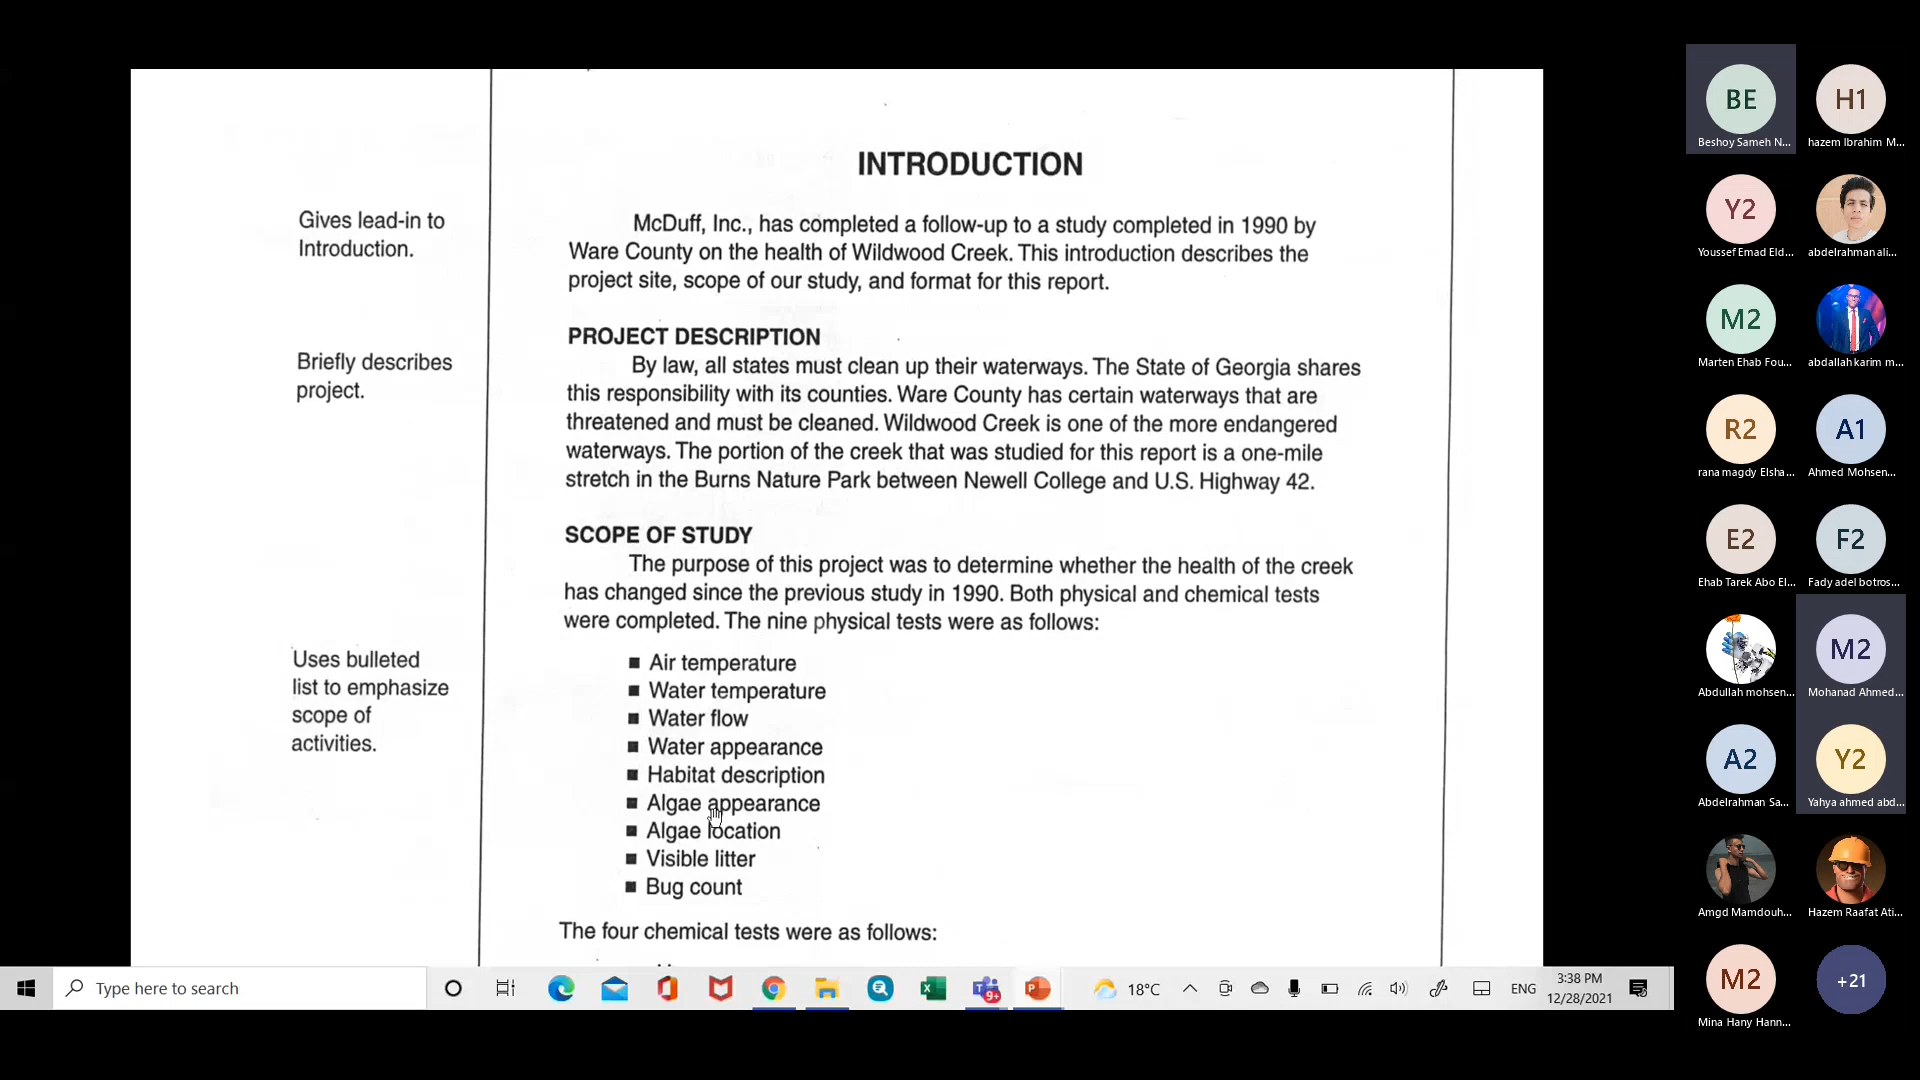 INTRODUCTION
Gives lead-in to
Introduction.
McDuff, Inc., has completed a follow-up to a study completed in 1990 by
Ware County on the health of Wildwood Creek. This introduction describes the
project site, scope of our study, and format for this report.
PROJECT DESCRIPTION
Briefly describes
project.
By law, all states must clean up their waterways. The State of Georgia shares
this responsibility with its counties. Ware County has certain waterways that are
threatened and must be cleaned. Wildwood Creek is one of the more endangered
waterways. The portion of the creek that was studied for this report is a one-mile
stretch in the Burns Nature Park between Newell College and U.S. Highway 42.
SCOPE OF STUDY
The purpose of this project was to determine whether the health of the creek
has changed since the previous study in 1990. Both physical and chemical tests
were completed. The nine physical tests were as follows:
Uses bulleted
list to emphasize
scope of
activities.
■ Air temperature
■ Water temperature
■ Water flow
■ Water appearance
■ Habitat description
■ Algae appearance
■ Algae location
■ Visible litter
■ Bug count
The four chemical tests were as follows:
Type here to search
9+
18°C
ENG
3:38 PM
12/28/2021
BE
Beshoy Sameh N...
H1
hazem Ibrahim M...
Y2
Youssef Emad Eld...
abdelrahman ali...
M2
Marten Ehab Fou...
abdallah karim m...
R2
rana magdy Elsha...
A1
Ahmed Mohsen...
E2
Ehab Tarek Abo El...
F2
Fady adel botros...
Abdullah mohsen...
M2
Mohanad Ahmed...
A2
Abdelrahman Sa...
Y2
Yahya ahmed abd...
Amgd Mamdouh...
Hazem Raafat Ati...
M2
Mina Hany Hann...
+21